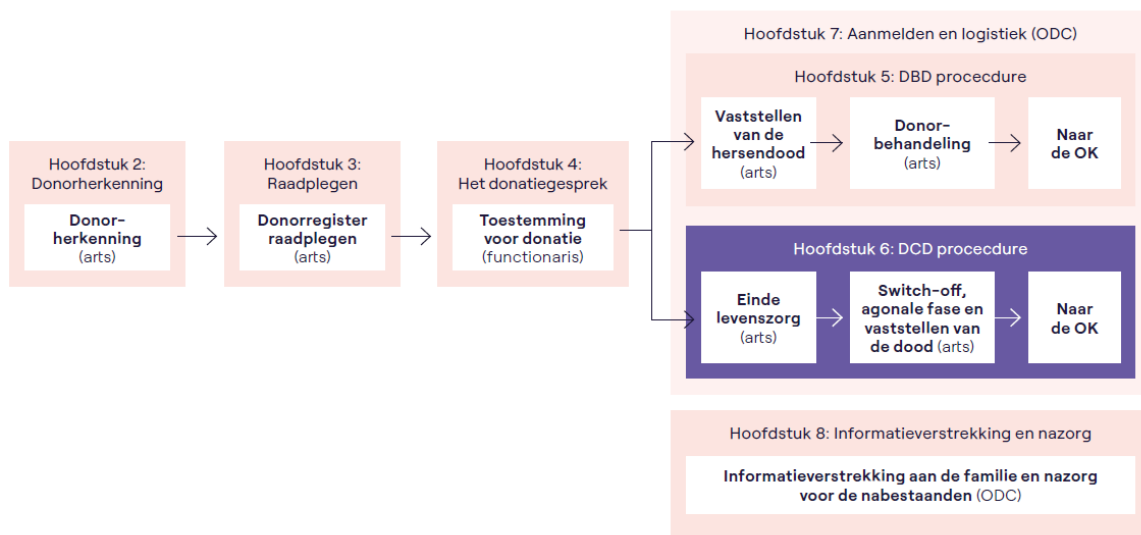 Hoofdstuk 2:
Donorherkenning
Donor-
herkenning
(arts)
Hoofdstuk 3:
Raadplegen
Donorregister
raadplegen
(arts)
Hoofdstuk 4:
Het donatiegesprek
Toestemming
voor donatie
(functionaris)
Hoofdstuk 7: Aanmelden en logistiek (ODC)
Hoofdstuk 5: DBD procecdure
Vaststellen
van de
hersendood
(arts)
Donor-
behandeling
(arts)
Naar
de OK
Hoofdstuk 6: DCD procecdure
Einde
levenszorg
(arts)
Switch-off,
agonale fase en
vaststellen van
de dood (arts)
Naar
de OK
Hoofdstuk 8: Informatieverstrekking en nazorg
Informatieverstrekking aan de familie en nazorg
voor de nabestaanden (ODC)